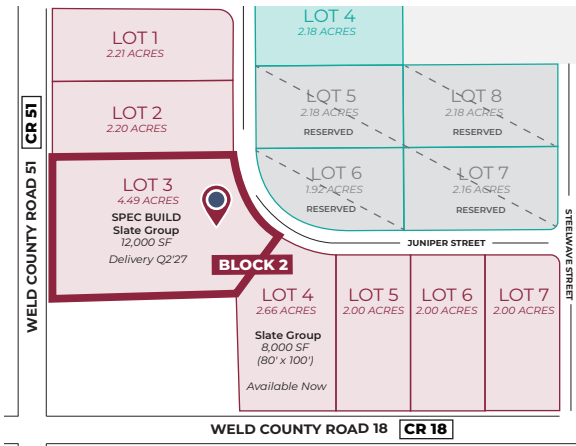 LOT 1
2.21 ACRES
LOT 2
2.20 ACRES
LOT 3
4.49 ACRES
SPEC BUILD
Slate Group
12,000 SF
Delivery Q2'27
BLOCK 2
LOT 4
2.18 ACRES
LOT 5
2.18 ACRES
RESERVED
LOT 8
2.18 ACRES
RESERVED
LOT 6
1.92 ACRES
RESERVED
LOT 7
2.16 ACRES
RESERVED
JUNIPER STREET
STEELWAVE STREET
LOT 4
2.66 ACRES
Slate Group
8,000 SF
(80' x 100')
Available Now
LOT 5
2.00 ACRES
LOT 6
2.00 ACRES
LOT 7
2.00 ACRES
WELD COUNTY ROAD 51 CR 51
WELD COUNTY ROAD 18 CR 18